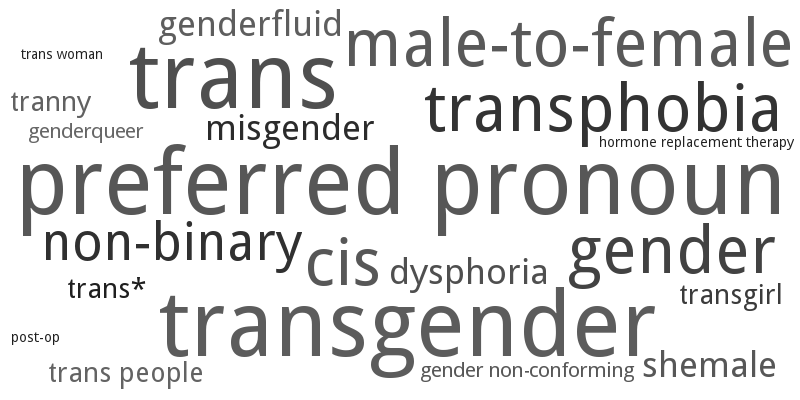 genderfluid
male-to-female
trans woman
trans
tranny
transphobia
genderqueer
misgender
hormone replacement therapy
preferred pronoun
non-binary
cis
gender
dysphoria
trans*
transgirl
transgender
post-op
trans people
gender non-conforming
shemale